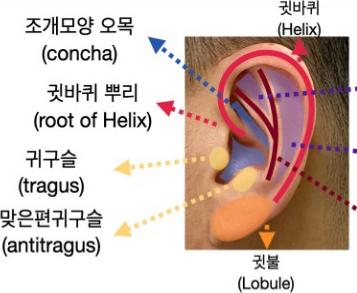 조개모양 오목
(concha)
귓바퀴
(Helix)
귓바퀴 뿌리
(root of Helix)
귀구슬
(tragus)
맞은편귀구슬
(antitragus)
귓불
(Lobule)